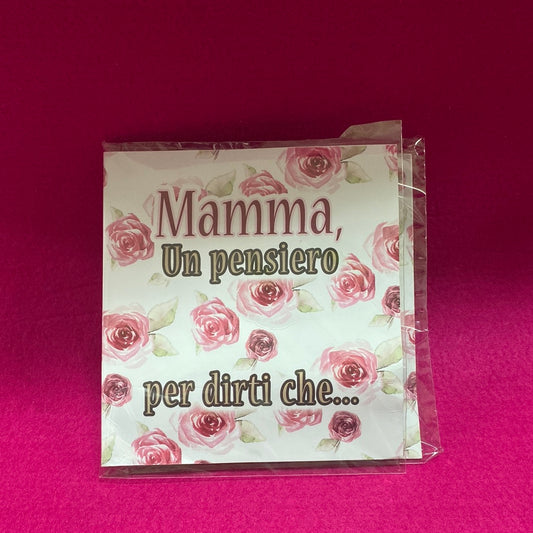 Mamma,
Un pensiero
per dirti che...